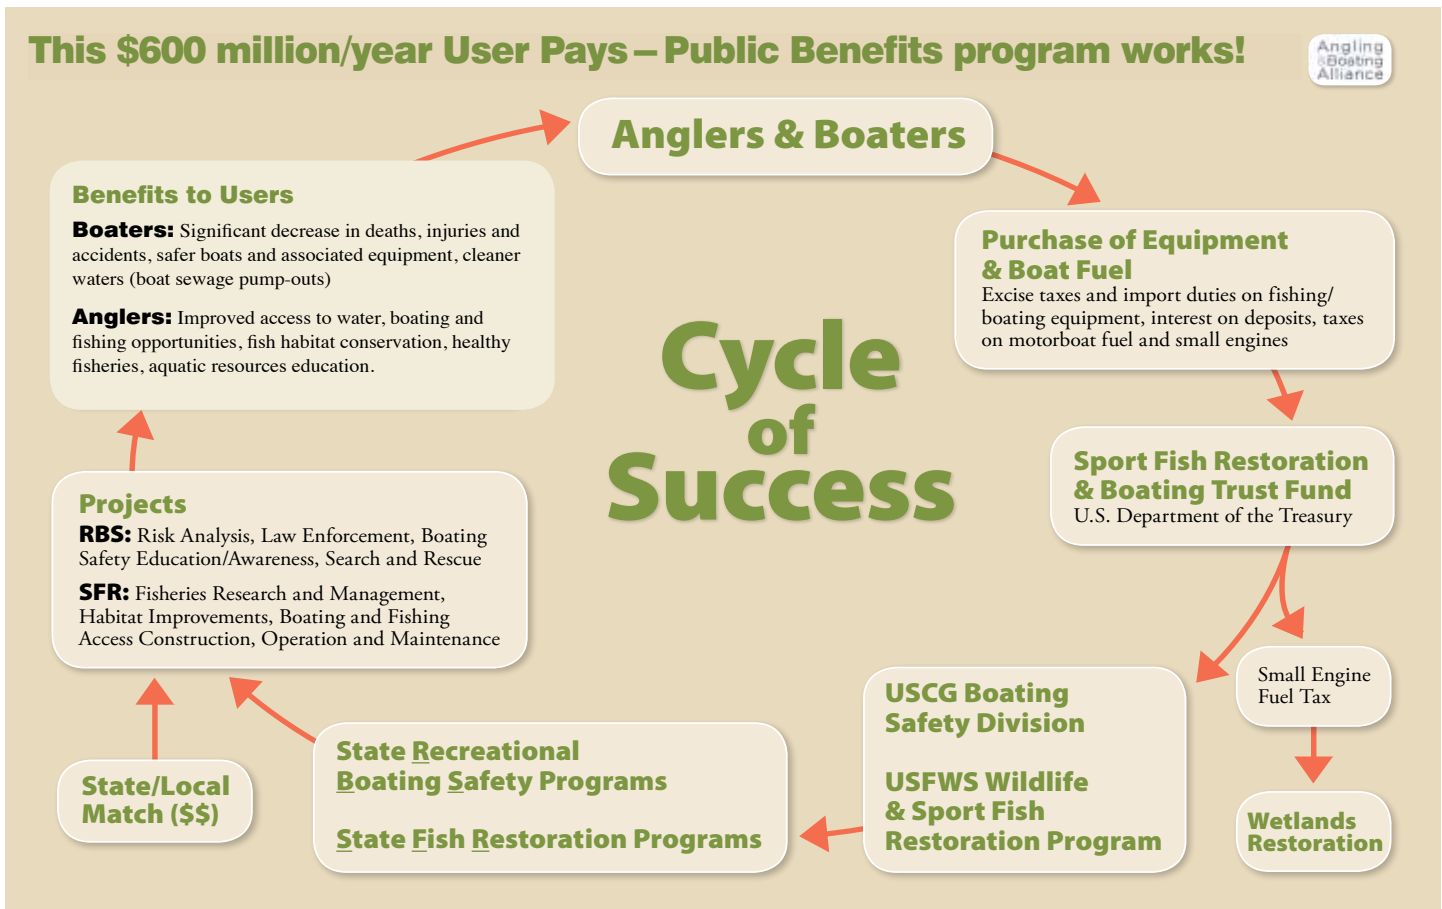 This $600 million/year User Pays – Public Benefits program works!
Angling
&Boating
Alliance
Anglers & Boaters
Benefits to Users
Boaters: Significant decrease in deaths, injuries and
accidents, safer boats and associated equipment, cleaner
waters (boat sewage pump-outs)
Anglers: Improved access to water, boating and
fishing opportunities, fish habitat conservation, healthy
fisheries, aquatic resources education.
Purchase of Equipment
& Boat Fuel
Excise taxes and import duties on fishing/
boating equipment, interest on deposits, taxes
on motorboat fuel and small engines
Cycle
of
Success
Sport Fish Restoration
& Boating Trust Fund
U.S. Department of the Treasury
Projects
RBS: Risk Analysis, Law Enforcement, Boating
Safety Education/Awareness, Search and Rescue
SFR: Fisheries Research and Management,
Habitat Improvements, Boating and Fishing
Access Construction, Operation and Maintenance
Small Engine
Fuel Tax
USCG Boating
Safety Division
USFWS Wildlife
& Sport Fish
Restoration Program
State Recreational
Boating Safety Programs
State Fish Restoration Programs
State/Local
Match ($$)
Wetlands
Restoration